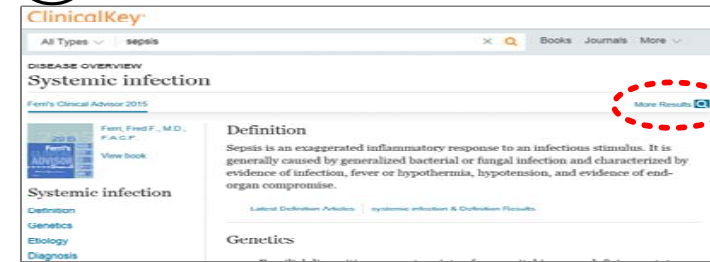 ClinicalKey
All Types sepsis × Books Journals More
DISEASE OVERVIEW
Systemic infection
Ferri's Clinical Advisor 2015 More Results
Ferri, Fred F., M.D.,
F.A.C.P.
View book
2015
Ferri's
ADVISOR
Systemic infection
Definition
Genetics
Etiology
Diagnosis
Definition
Sepsis is an exaggerated inflammatory response to an infectious stimulus. It is
generally caused by generalized bacterial or fungal infection and characterized by
evidence of infection, fever or hypothermia, hypotension, and evidence of end-
organ compromise.
Latest Definition Articles systemic infection & Definition Results
Genetics